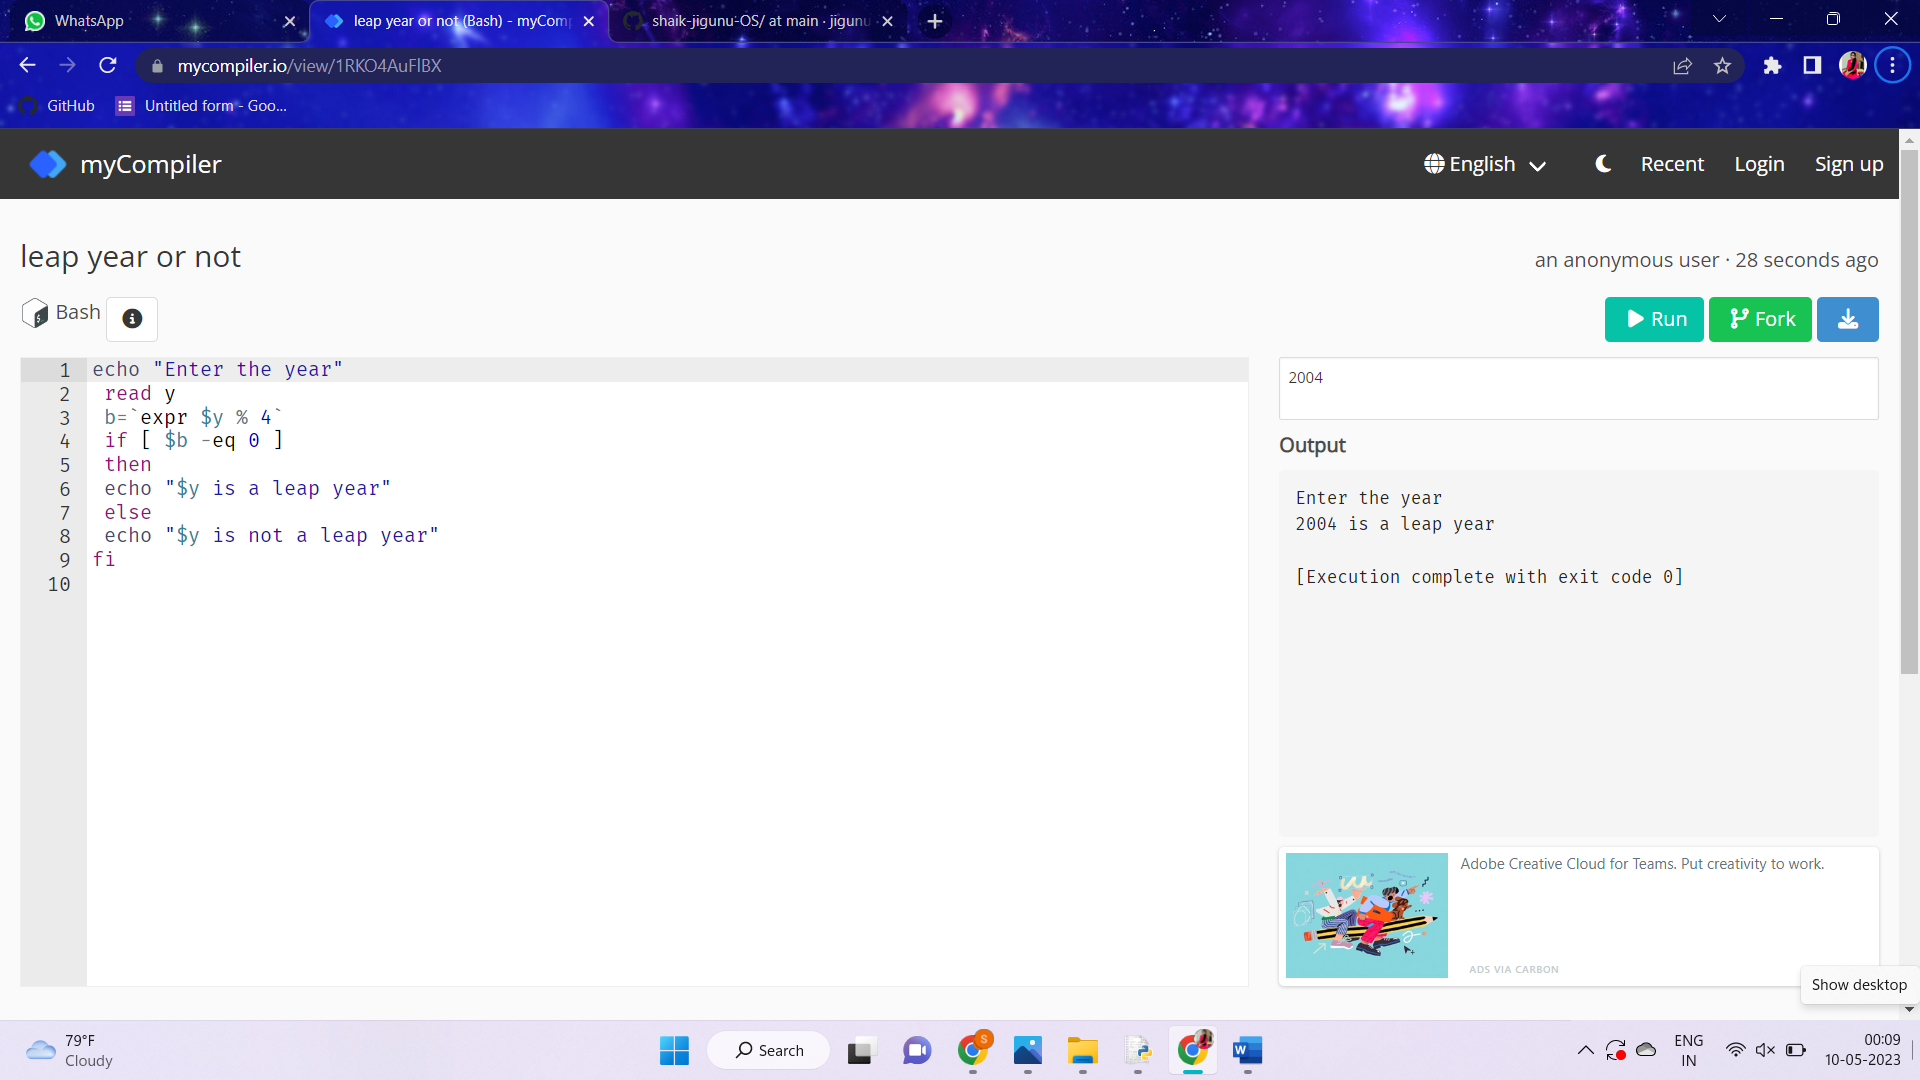 WhatsApp
leap year or not (Bash) - myComp
shaik-jigunu-OS/ at main · jigunu
mycompiler.io/view/1RKO4AuFlBX
GitHub
Untitled form - Goo...
myCompiler
English
Recent
Login
Sign up
leap year or not
an anonymous user · 28 seconds ago
Bash
Run
Fork
1 echo "Enter the year"
2 read y
3 b=`expr $y % 4`
4 if [ $b -eq 0 ]
5 then
6 echo "$y is a leap year"
7 else
8 echo "$y is not a leap year"
9 fi
10
2004
Output
Enter the year
2004 is a leap year
[Execution complete with exit code 0]
Adobe Creative Cloud for Teams. Put creativity to work.
ADS VIA CARBON
Show desktop
79°F
Cloudy
Search
S
W
ENG
IN
00:09
10-05-2023